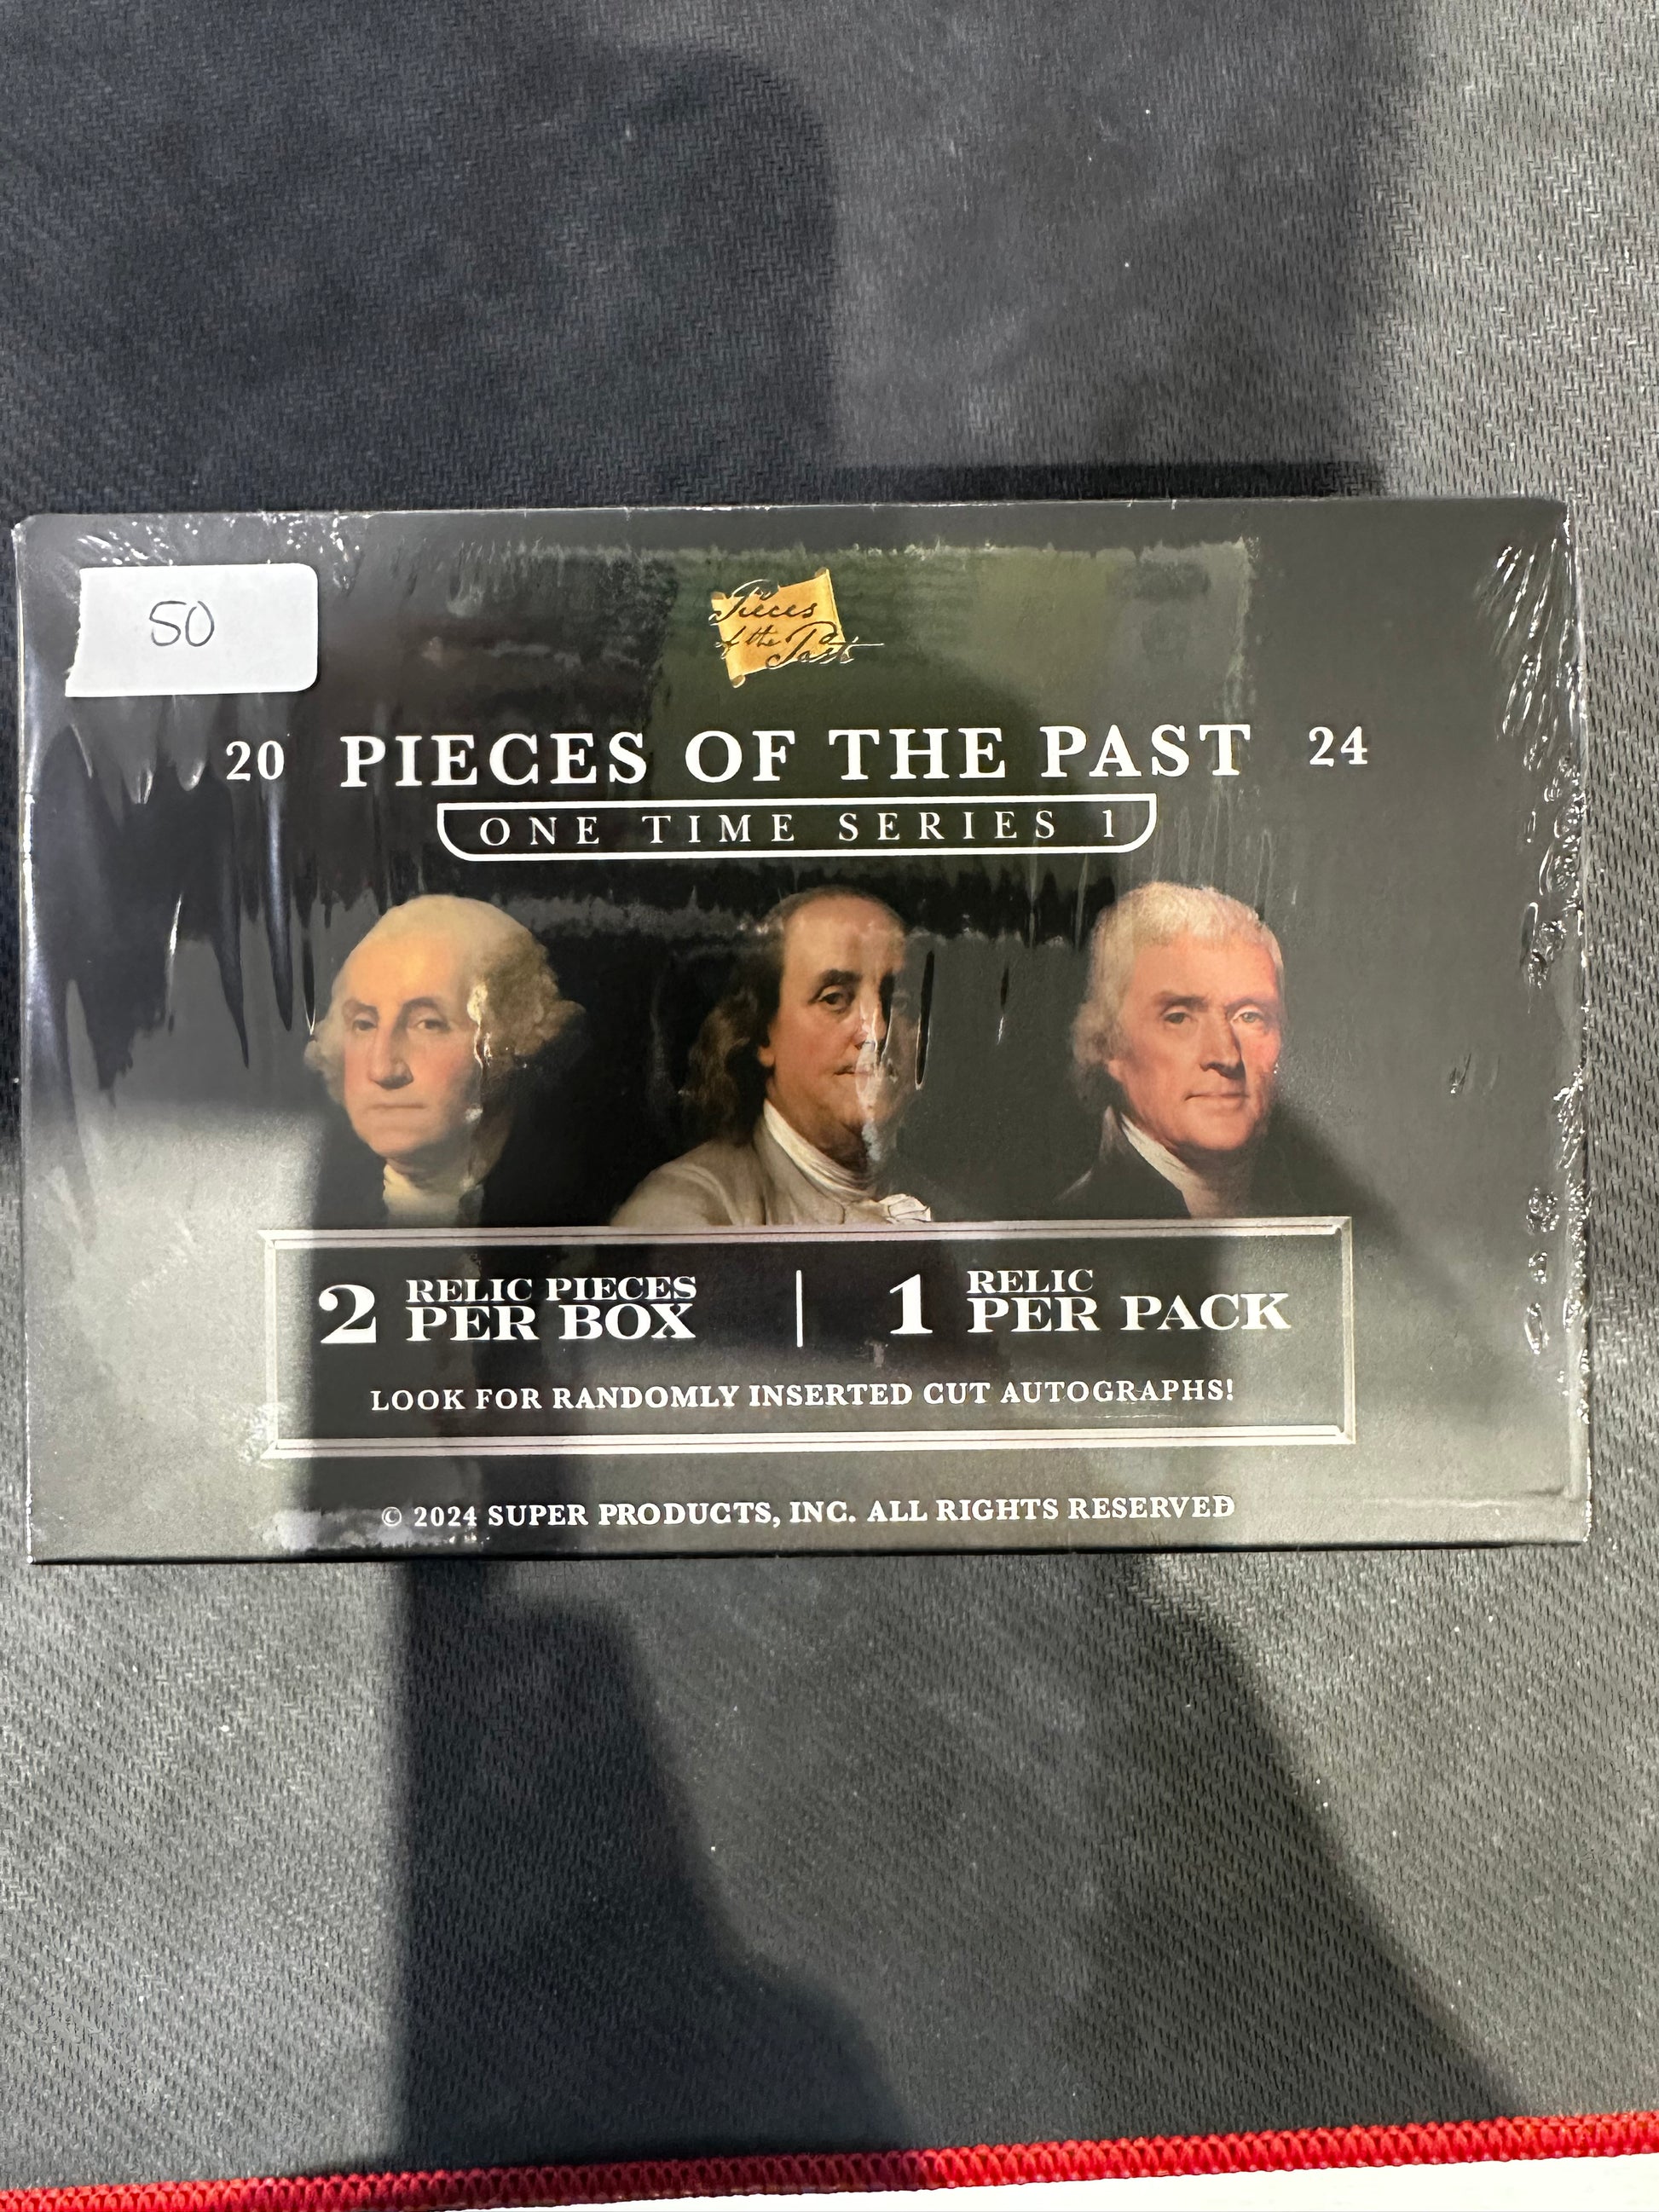 50
Pieces
of the Past
20 PIECES OF THE PAST 24
ONE TIME SERIES 1
2 RELIC PIECES PER BOX | 1 RELIC PER PACK
LOOK FOR RANDOMLY INSERTED CUT AUTOGRAPHS!
© 2024 SUPER PRODUCTS, INC. ALL RIGHTS RESERVED